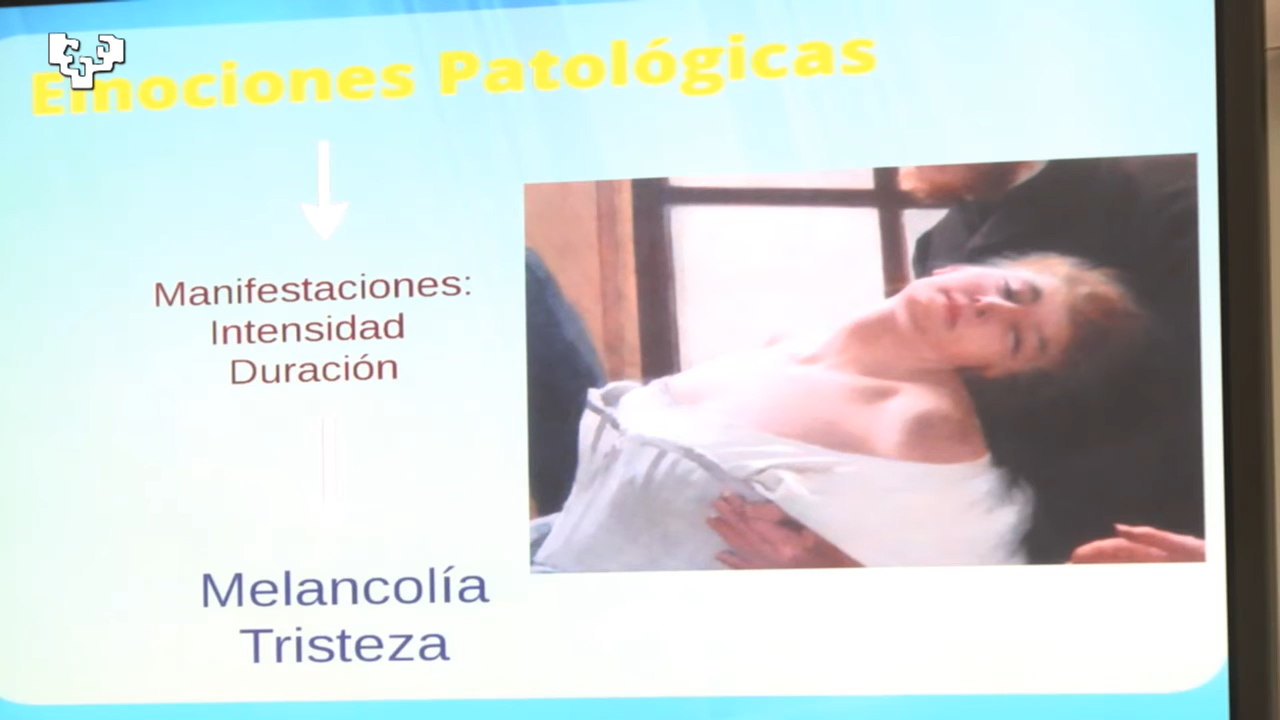 Emociones Patológicas
Manifestaciones:
Intensidad
Duración
Melancolía
Tristeza